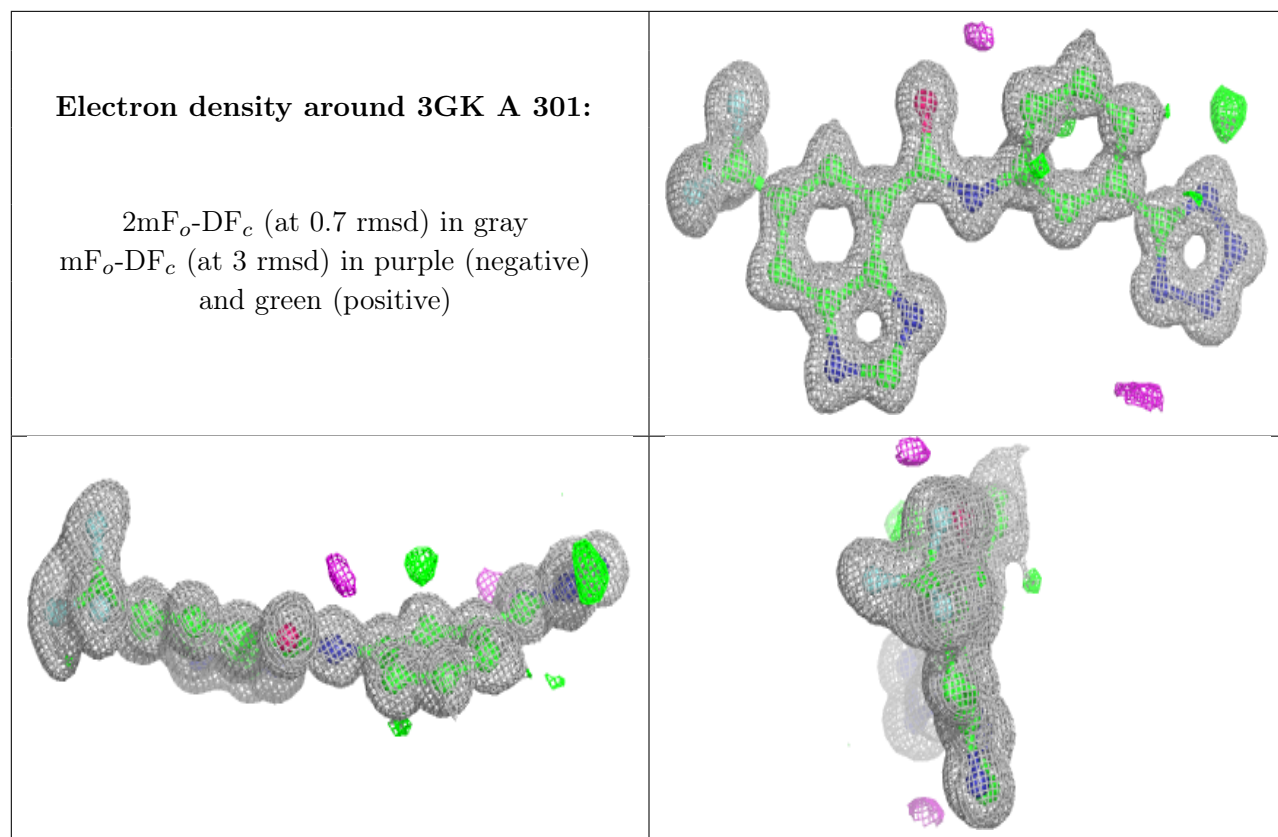 Electron density around 3GK A 301:
2mFo-DFc (at 0.7 rmsd) in gray
mFo-DFc (at 3 rmsd) in purple (negative)
and green (positive)